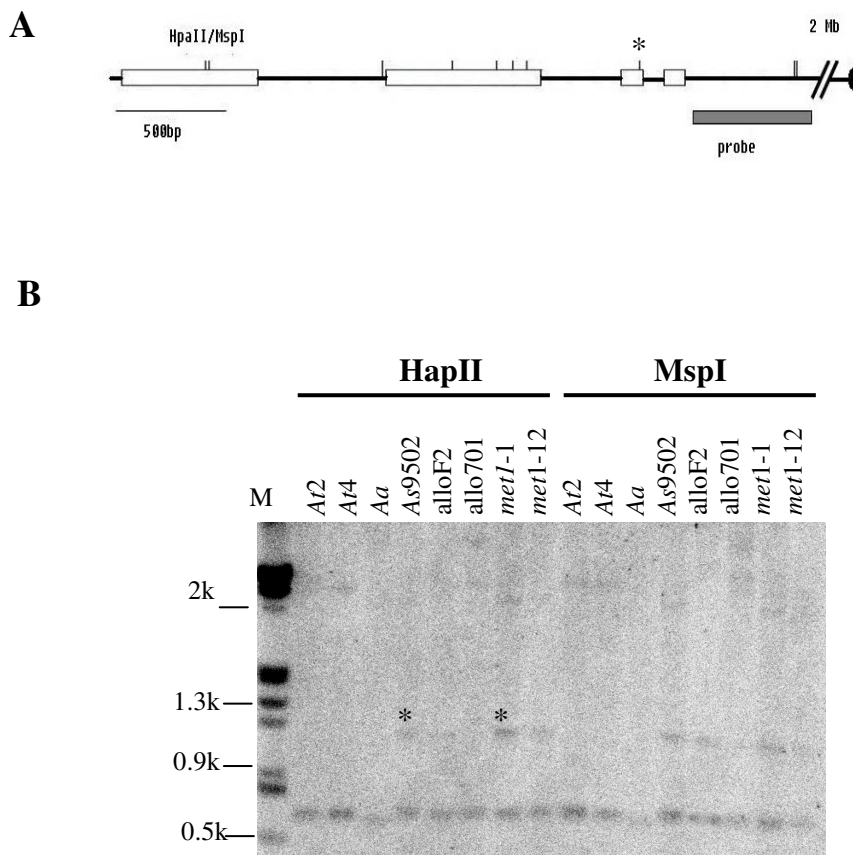 A
HpaII/MspI
*
2 Mb
500bp
probe
B
HapII MspI
M At2 At4 Aa As9502 alloF2 allo701 met1-1 met1-12 At2 At4 Aa As9502 alloF2 allo701 met1-1 met1-12
2k
1.3k
* *
0.9k
0.5k